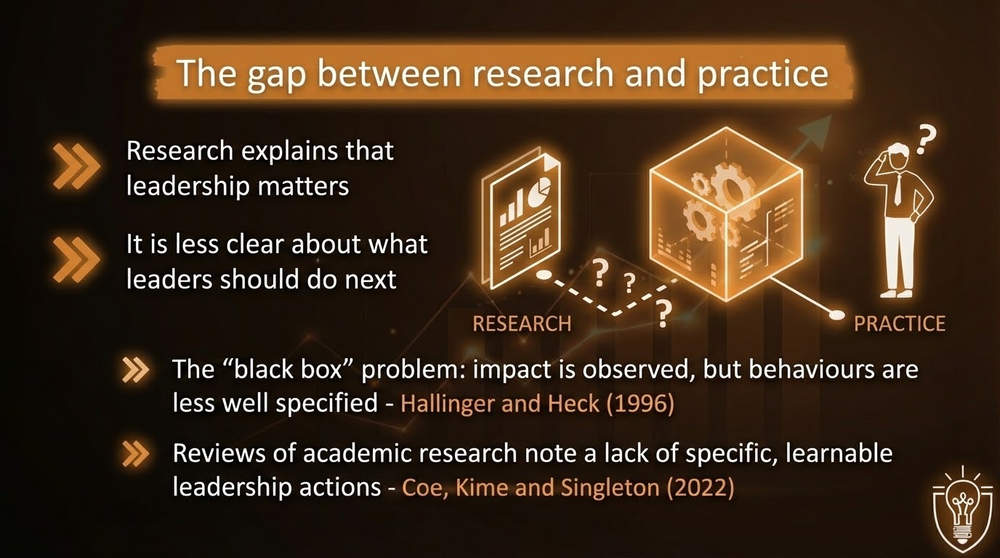 The gap between research and practice
Research explains that
leadership matters
It is less clear about what
leaders should do next
?
? ? ?
RESEARCH
PRACTICE
The “black box” problem: impact is observed, but behaviours are
less well specified - Hallinger and Heck (1996)
Reviews of academic research note a lack of specific, learnable
leadership actions - Coe, Kime and Singleton (2022)